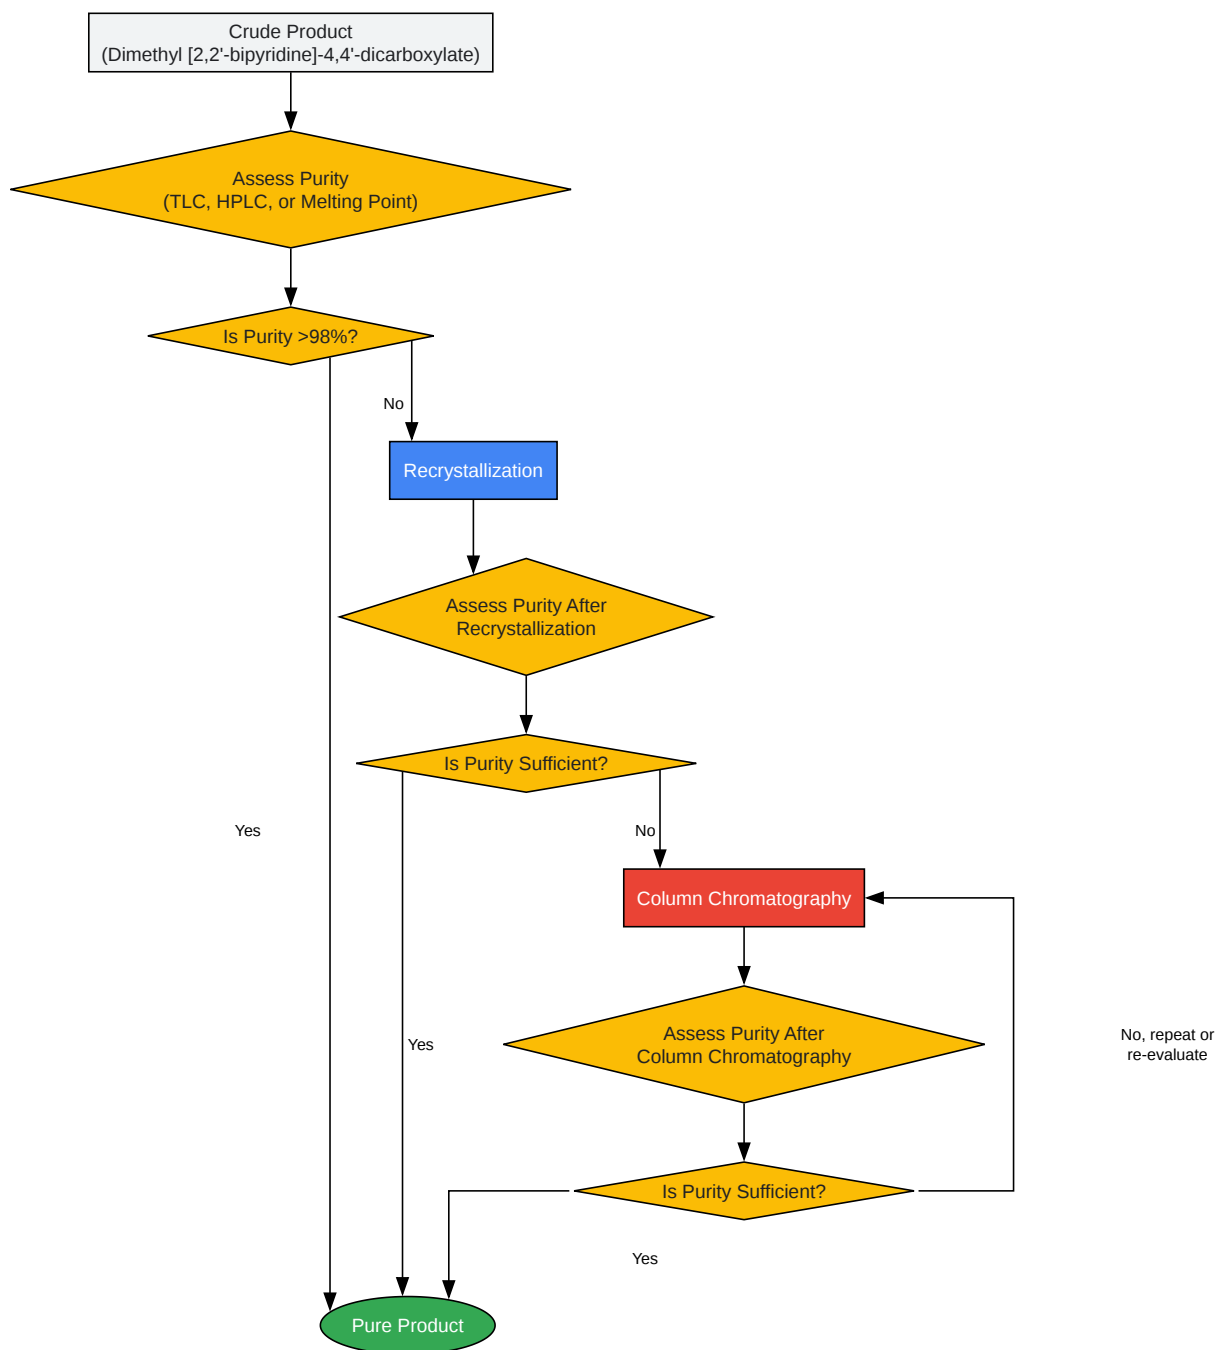 Crude Product
(Dimethyl [2,2'-bipyridine]-4,4'-dicarboxylate)
Assess Purity
(TLC, HPLC, or Melting Point)
Is Purity >98%?
No
Recrystallization
Assess Purity After
Recrystallization
Is Purity Sufficient?
Yes
No
Column Chromatography
Assess Purity After
Column Chromatography
Yes
No, repeat or
re-evaluate
Is Purity Sufficient?
Yes
Pure Product